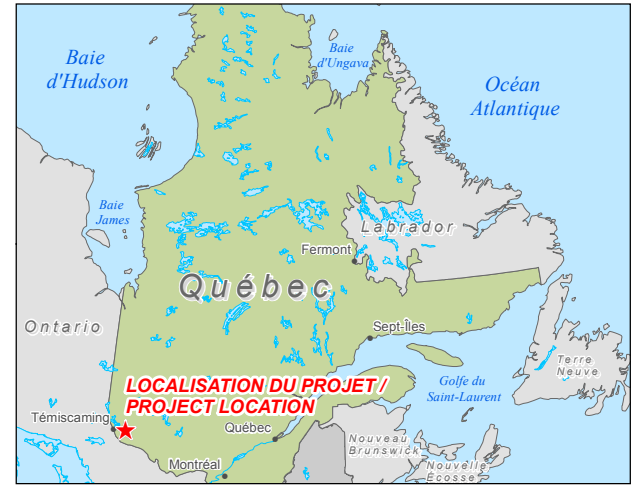 Baie
d'Hudson
Baie
d'Ungava
Océan
Atlantique
Baie
James
Labrador
Fermont
Québec
Ontario
Sept-Îles
Terre
Neuve
LOCALISATION DU PROJET /
PROJECT LOCATION
Golfe du
Saint-Laurent
Témiscaming
Québec
Nouveau
Brunswick
Montréal
Nouvelle
Écosse